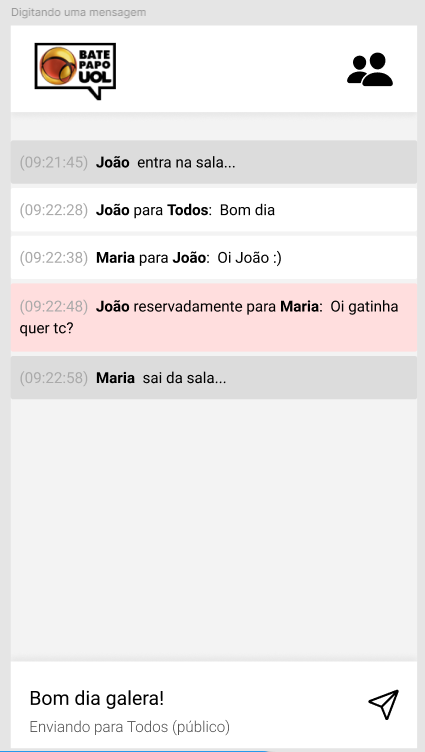 Digitando uma mensagem
BATE
PAPO
UOL
(09:21:45) João entra na sala...
(09:22:28) João para Todos: Bom dia
(09:22:38) Maria para João: Oi João :)
(09:22:48) João reservadamente para Maria: Oi gatinha
quer tc?
(09:22:58) Maria sai da sala...
Bom dia galera!
Enviando para Todos (público)